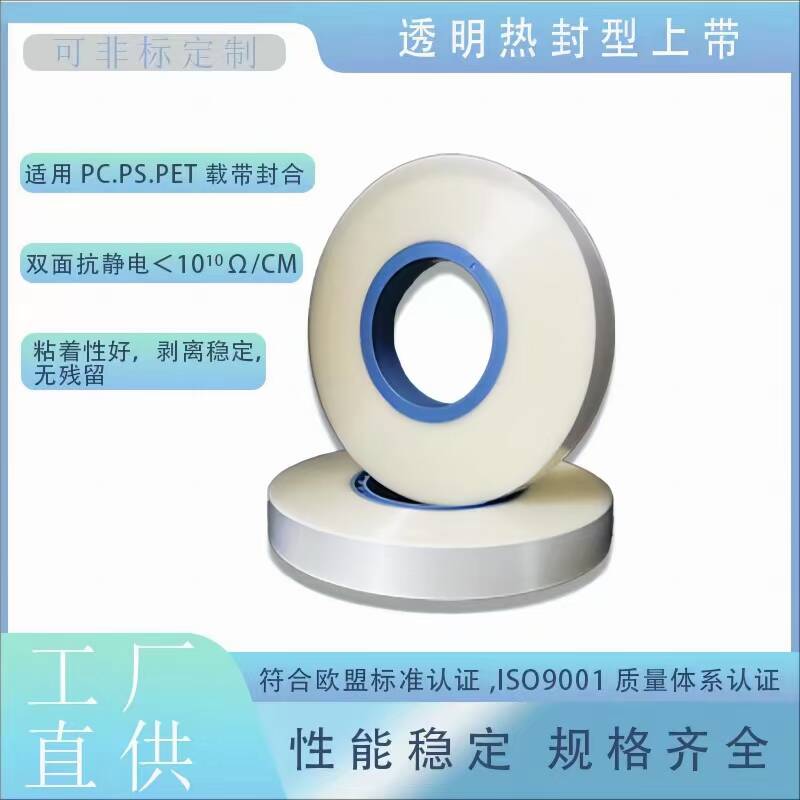 可非标定制
透明热封型上带
适用 PC.PS.PET 载带封合
双面抗静电＜10¹⁰Ω/CM
粘着性好，剥离稳定,
无残留
工厂
直供
符合欧盟标准认证 ,ISO9001 质量体系认证
性能稳定 规格齐全